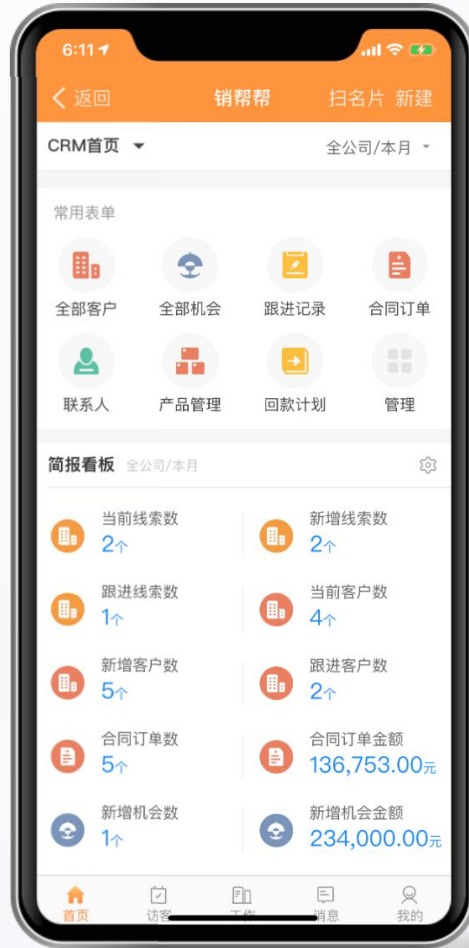 6:11
返回 销帮帮 扫名片 新建
CRM首页 全公司/本月
常用表单
全部客户 全部机会 跟进记录 合同订单
联系人 产品管理 回款计划 管理
简报看板 全公司/本月
当前线索数 新增线索数
2个 2个
跟进线索数 当前客户数
1个 4个
新增客户数 跟进客户数
5个 2个
合同订单数 合同订单金额
5个 136,753.00元
新增机会数 新增机会金额
1个 234,000.00元
首页 访客 工作 消息 我的